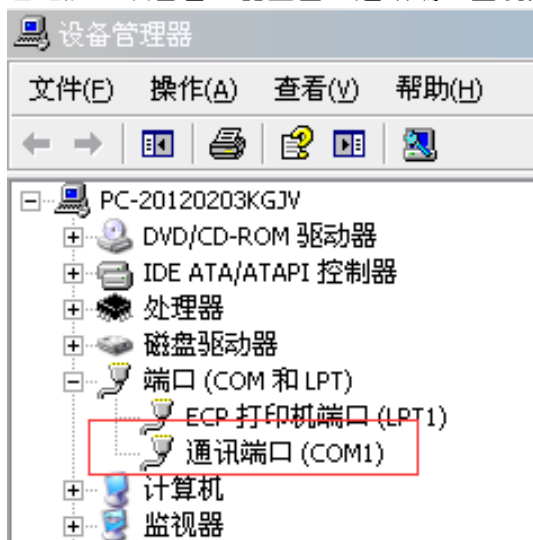 设备管理器
文件(F) 操作(A) 查看(V) 帮助(H)
PC-20120203KGJV
DVD/CD-ROM 驱动器
IDE ATA/ATAPI 控制器
处理器
磁盘驱动器
端口 (COM 和 LPT)
ECP 打印机端口 (LPT1)
通讯端口 (COM1)
计算机
监视器